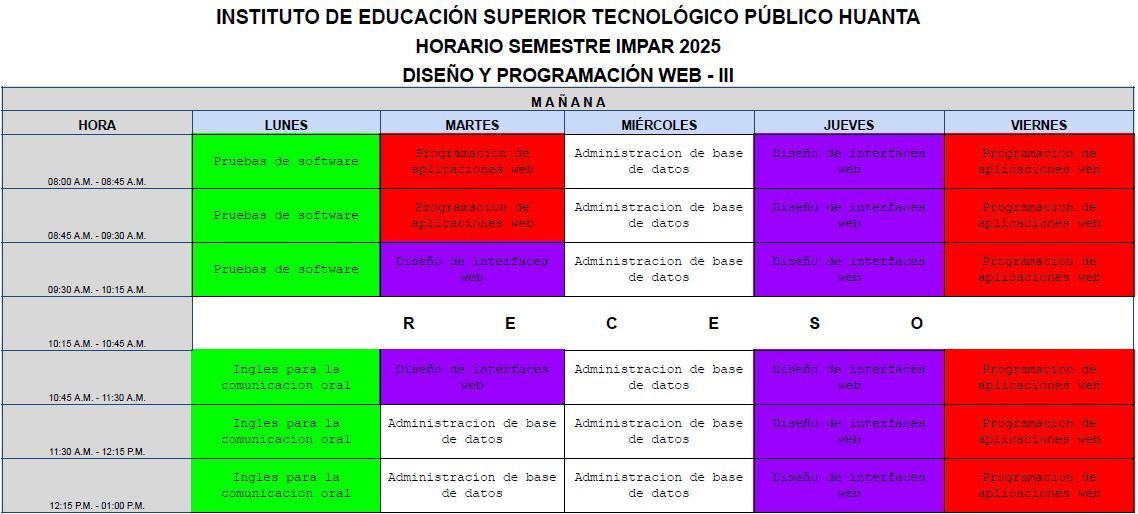 INSTITUTO DE EDUCACIÓN SUPERIOR TECNOLÓGICO PÚBLICO HUANTA
HORARIO SEMESTRE IMPAR 2025
DISEÑO Y PROGRAMACIÓN WEB - III
M A Ñ A N A
HORA LUNES MARTES MIÉRCOLES JUEVES VIERNES
08:00 A.M. - 08:45 A.M. Pruebas de software Programacion de aplicaciones web Administracion de base de datos Diseño de interfaces web Programacion de aplicaciones web
08:45 A.M. - 09:30 A.M. Pruebas de software Programacion de aplicaciones web Administracion de base de datos Diseño de interfaces web Programacion de aplicaciones web
09:30 A.M. - 10:15 A.M. Pruebas de software Diseño de interfaces web Administracion de base de datos Diseño de interfaces web Programacion de aplicaciones web
10:15 A.M. - 10:45 A.M. R E C E S O
10:45 A.M. - 11:30 A.M. Ingles para la comunicacion oral Diseño de interfaces web Administracion de base de datos Diseño de interfaces web Programacion de aplicaciones web
11:30 A.M. - 12:15 P.M. Ingles para la comunicacion oral Administracion de base de datos Administracion de base de datos Diseño de interfaces web Programacion de aplicaciones web
12:15 P.M. - 01:00 P.M. Ingles para la comunicacion oral Administracion de base de datos Administracion de base de datos Diseño de interfaces web Programacion de aplicaciones web